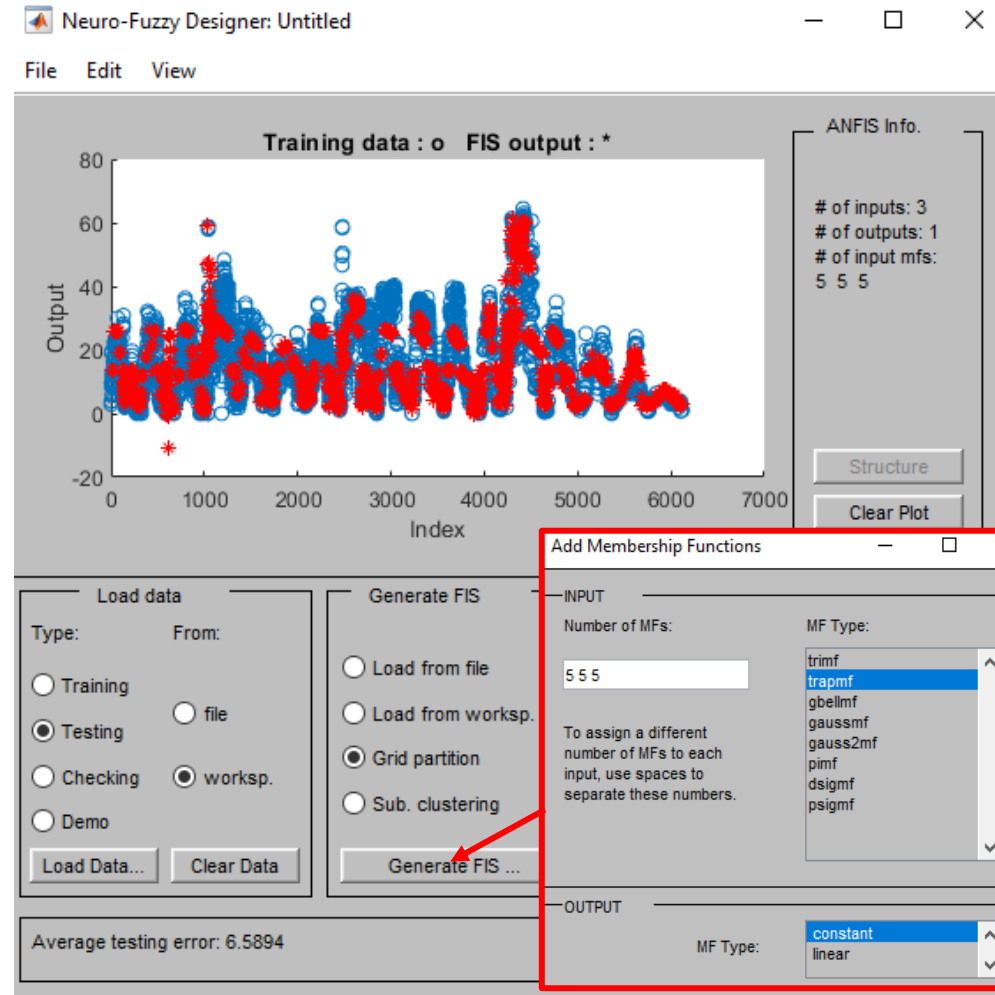 Neuro-Fuzzy Designer: Untitled
File Edit View
Training data : o FIS output : *
80
60
40
20
0
-20
Output
0 1000 2000 3000 4000 5000 6000 7000
Index
ANFIS Info.
# of inputs: 3
# of outputs: 1
# of input mfs:
5 5 5
Structure
Clear Plot
Load data
Type: From:
Training
Testing
Checking
Demo
file
worksp.
Load Data... Clear Data
Generate FIS
Load from file
Load from worksp.
Grid partition
Sub. clustering
Generate FIS ...
Average testing error: 6.5894
Add Membership Functions
INPUT
Number of MFs:
5 5 5
To assign a different
number of MFs to each
input, use spaces to
separate these numbers.
MF Type:
trimf
trapmf
gbellmf
gaussmf
gauss2mf
pimf
dsigmf
psigmf
OUTPUT
MF Type:
constant
linear